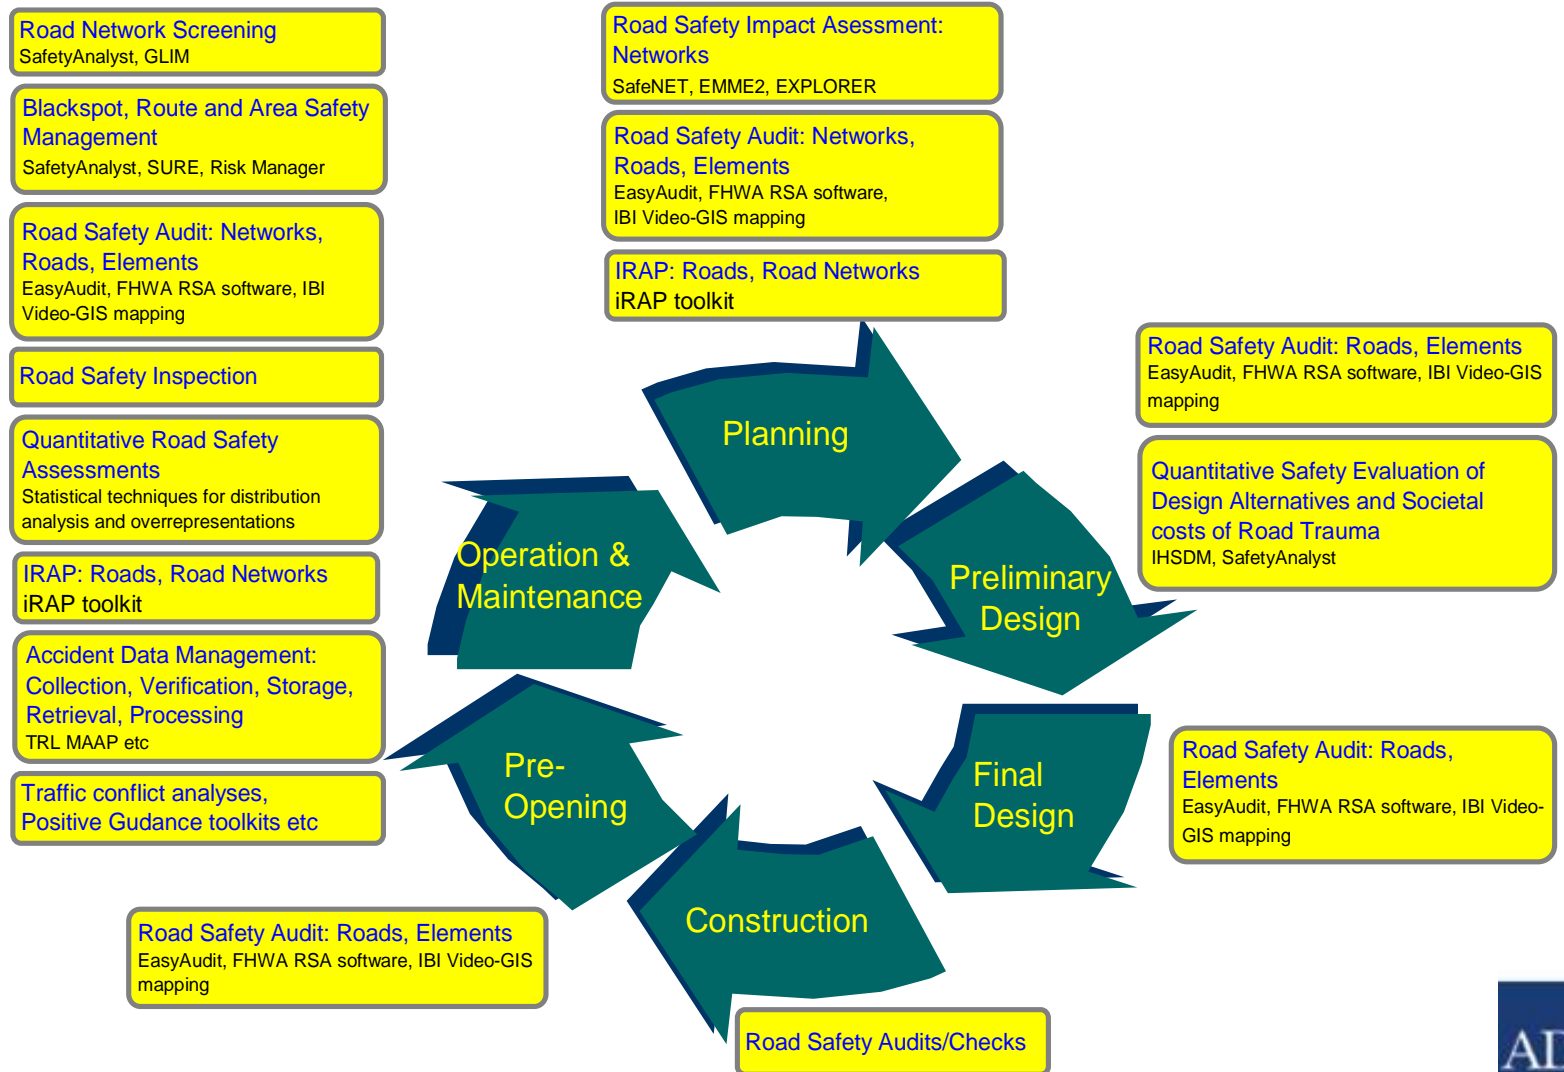 Road Network Screening
SafetyAnalyst, GLIM
Blackspot, Route and Area Safety
Management
SafetyAnalyst, SURE, Risk Manager
Road Safety Audit: Networks,
Roads, Elements
EasyAudit, FHWA RSA software, IBI
Video-GIS mapping
Road Safety Inspection
Quantitative Road Safety
Assessments
Statistical techniques for distribution
analysis and overrepresentations
IRAP: Roads, Road Networks
iRAP toolkit
Accident Data Management:
Collection, Verification, Storage,
Retrieval, Processing
TRL MAAP etc
Traffic conflict analyses,
Positive Gudance toolkits etc
Road Safety Impact Asessment:
Networks
SafeNET, EMME2, EXPLORER
Road Safety Audit: Networks,
Roads, Elements
EasyAudit, FHWA RSA software,
IBI Video-GIS mapping
IRAP: Roads, Road Networks
iRAP toolkit
Road Safety Audit: Roads, Elements
EasyAudit, FHWA RSA software, IBI Video-GIS
mapping
Quantitative Safety Evaluation of
Design Alternatives and Societal
costs of Road Trauma
IHSDM, SafetyAnalyst
Road Safety Audit: Roads,
Elements
EasyAudit, FHWA RSA software, IBI Video-
GIS mapping
Planning
Preliminary
Design
Final
Design
Construction
Pre-
Opening
Operation &
Maintenance
Road Safety Audit: Roads, Elements
EasyAudit, FHWA RSA software, IBI Video-GIS
mapping
Road Safety Audits/Checks